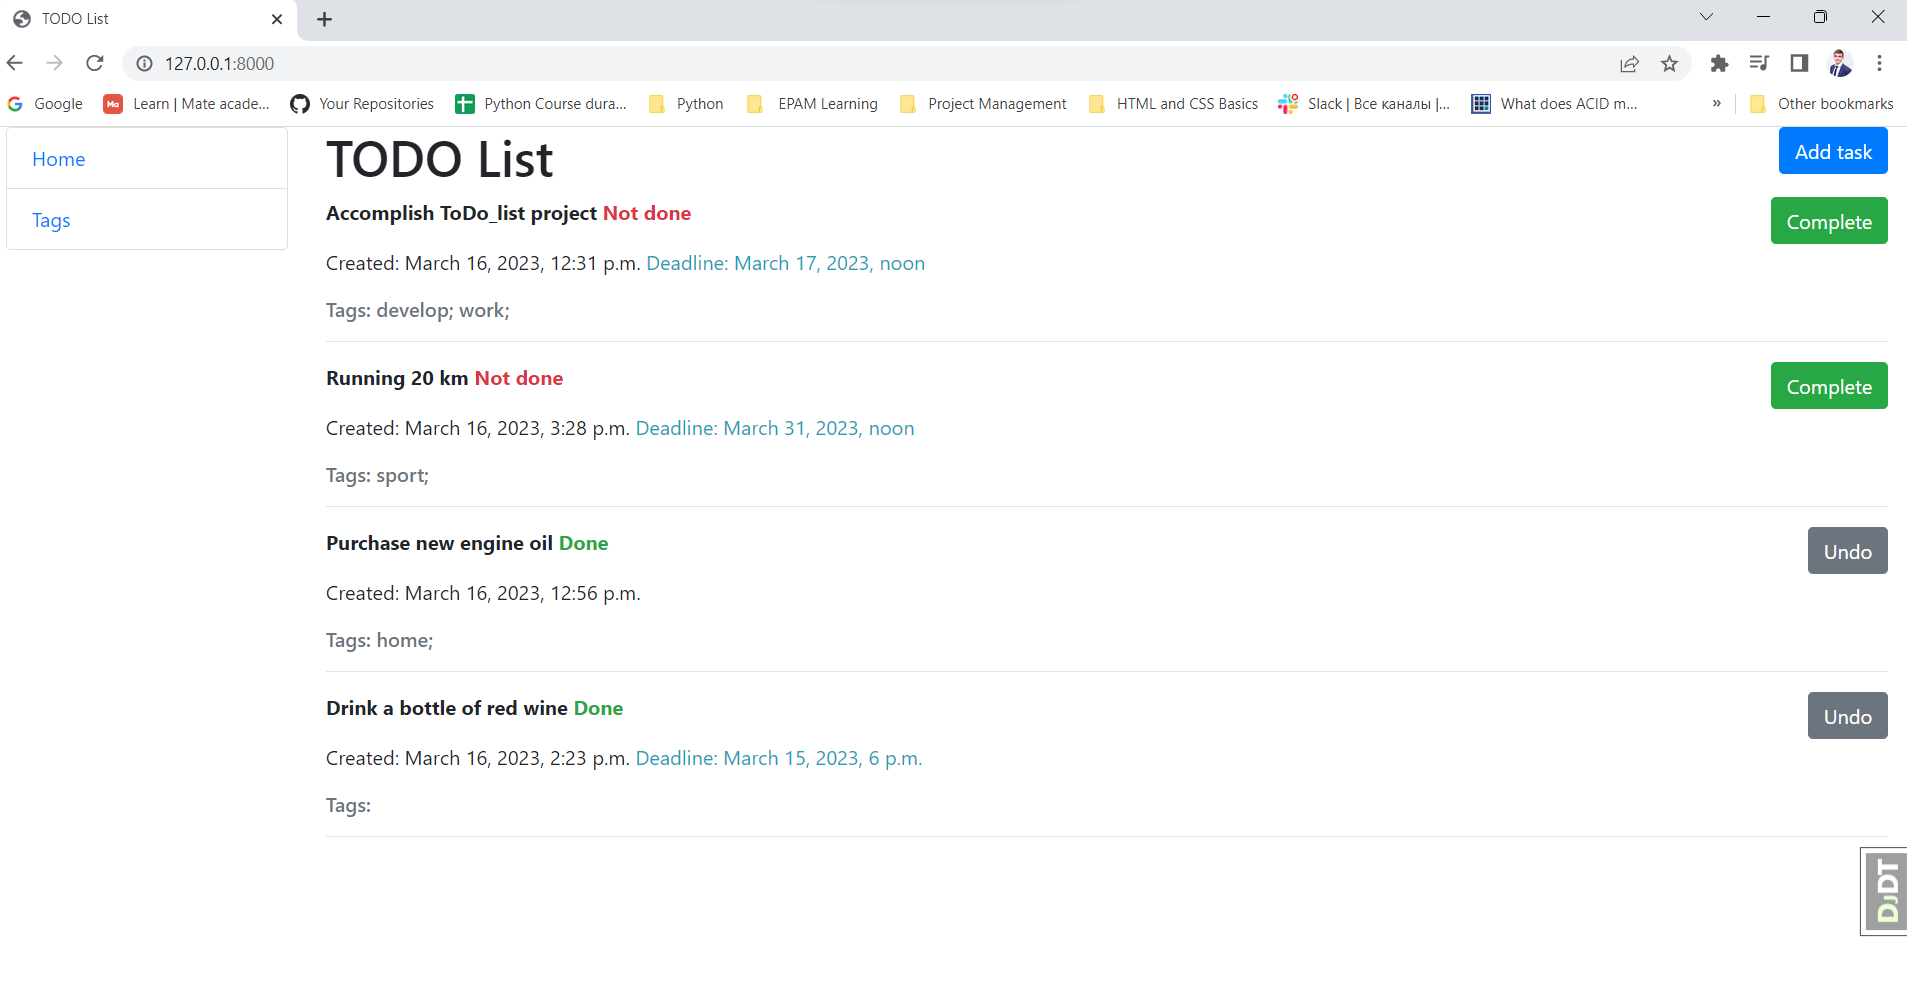 TODO List
127.0.0.1:8000
Google
Ma Learn | Mate acade...
Your Repositories
Python Course dura...
Python
EPAM Learning
Project Management
HTML and CSS Basics
Slack | Все каналы |...
What does ACID m...
»
Other bookmarks
Home
Tags
TODO List
Add task
Accomplish ToDo_list project Not done
Complete
Created: March 16, 2023, 12:31 p.m. Deadline: March 17, 2023, noon
Tags: develop; work;
Running 20 km Not done
Complete
Created: March 16, 2023, 3:28 p.m. Deadline: March 31, 2023, noon
Tags: sport;
Purchase new engine oil Done
Undo
Created: March 16, 2023, 12:56 p.m.
Tags: home;
Drink a bottle of red wine Done
Undo
Created: March 16, 2023, 2:23 p.m. Deadline: March 15, 2023, 6 p.m.
Tags:
DJDT